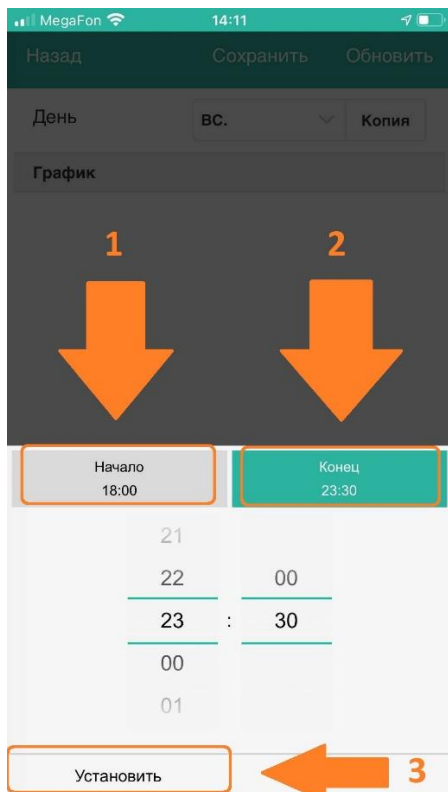 MegaFon 14:11
Назад Сохранить Обновить
День ВС. Копия
График
1 2
Начало Конец
18:00 23:30
21
22 00
23 : 30
00
01
Установить 3